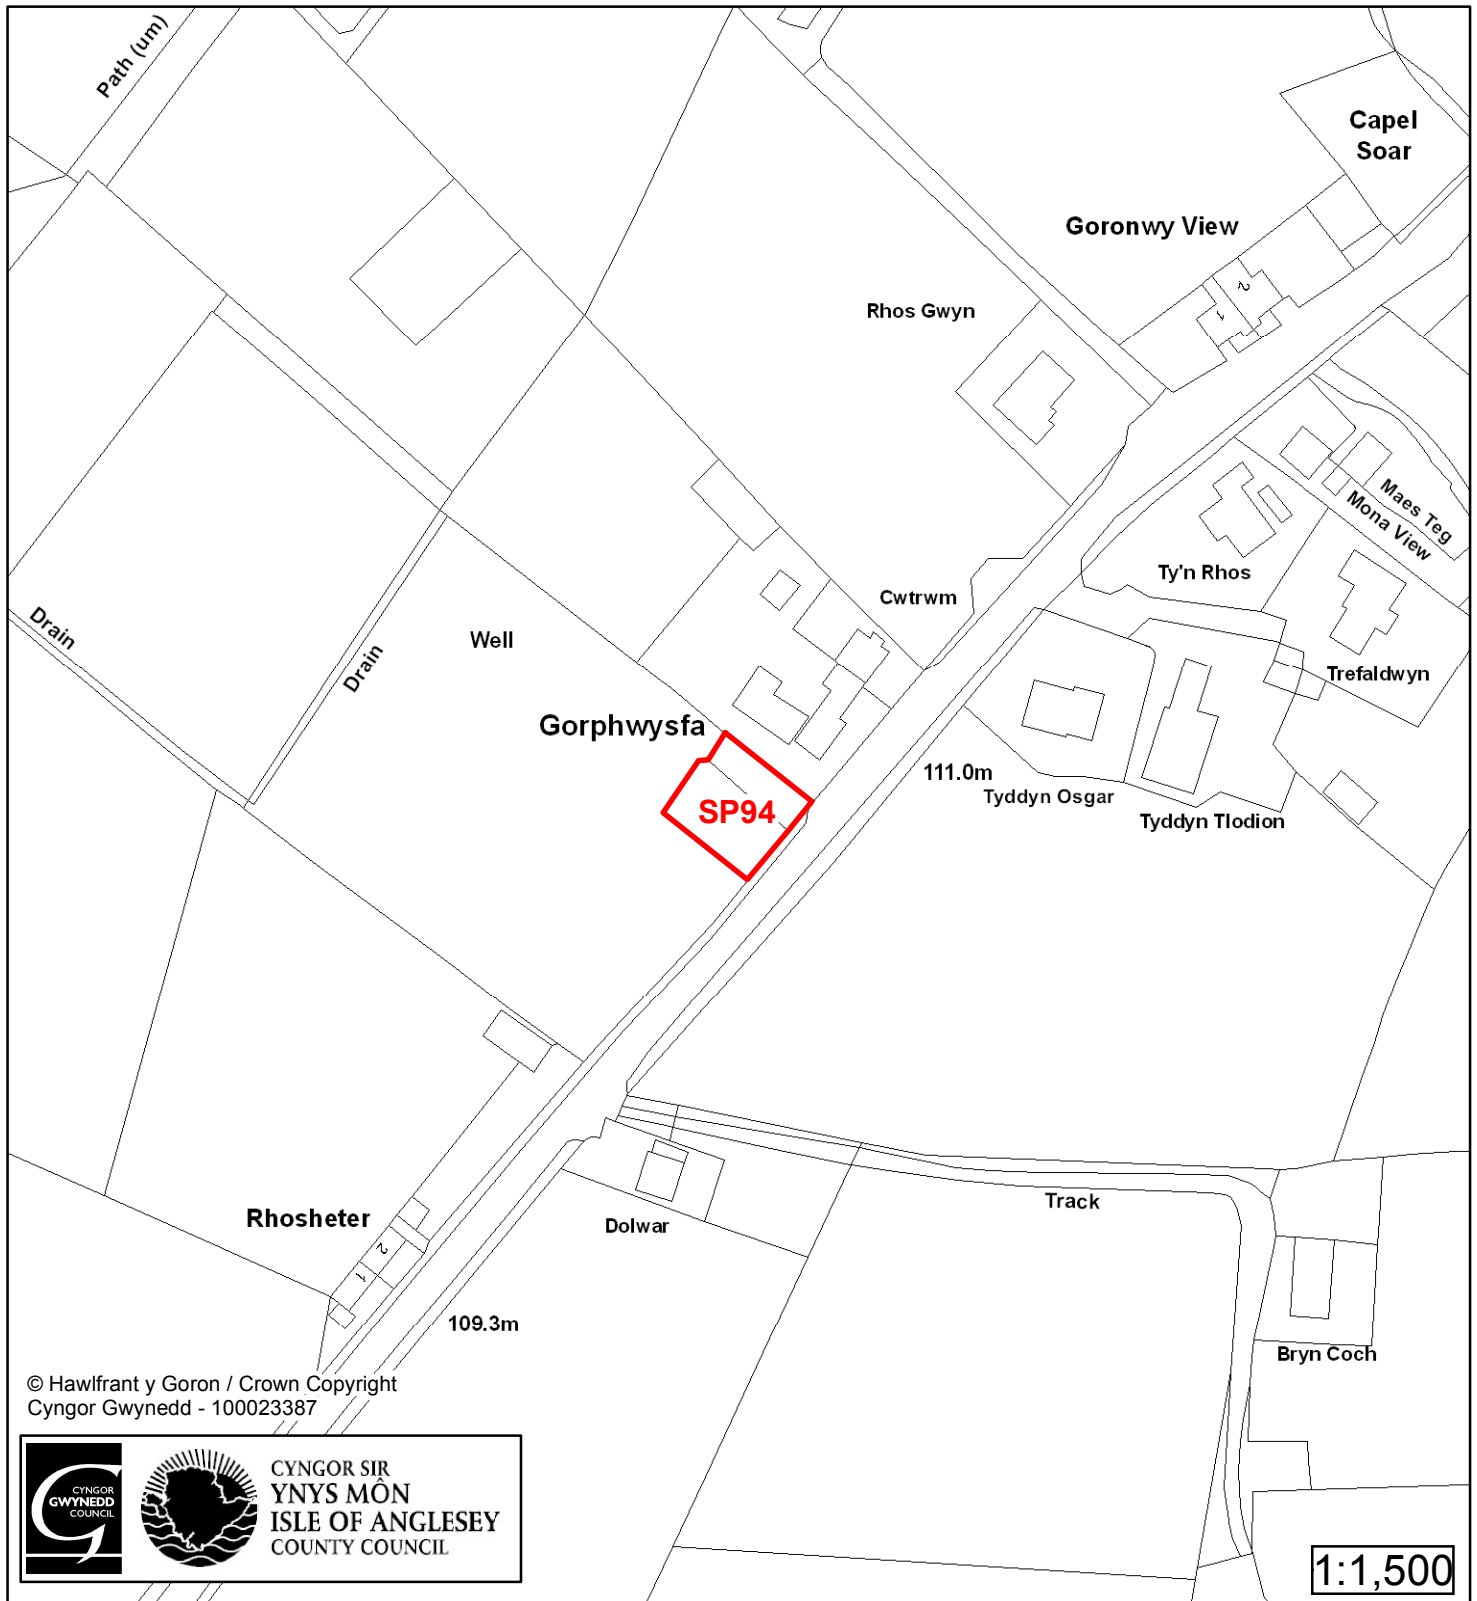 Path (um)
Capel
Soar
Goronwy View
2
1
Rhos Gwyn
Maes Teg
Mona View
Ty'n Rhos
Cwtrwm
Drain
Well
Drain
Trefaldwyn
Gorphwysfa
111.0m
Tyddyn Osgar
SP94
Tyddyn Tlodion
Track
Rhosheter
Dolwar
2
1
109.3m
Bryn Coch
© Hawlfrant y Goron / Crown Copyright
Cyngor Gwynedd - 100023387
CYNGOR
GWYNEDD
COUNCIL
CYNGOR SIR
YNYS MÔN
ISLE OF ANGLESEY
COUNTY COUNCIL
1:1,500